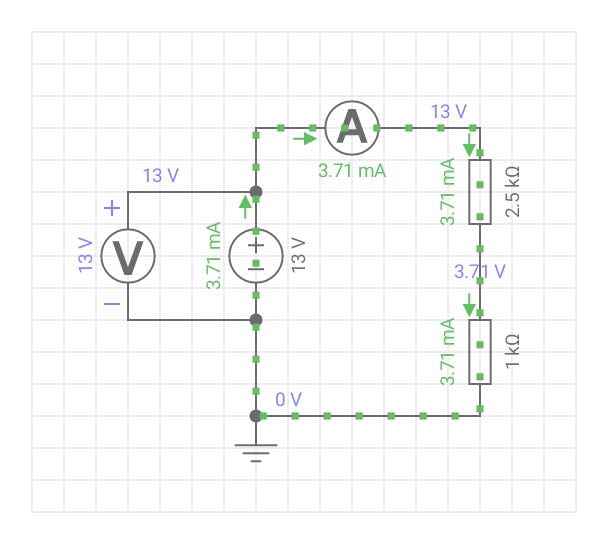 A
13 V
3.71 mA
13 V
3.71 mA
2.5 kΩ
+
13 V
V
3.71 mA
+
13 V
3.71 V
3.71 mA
1 kΩ
0 V